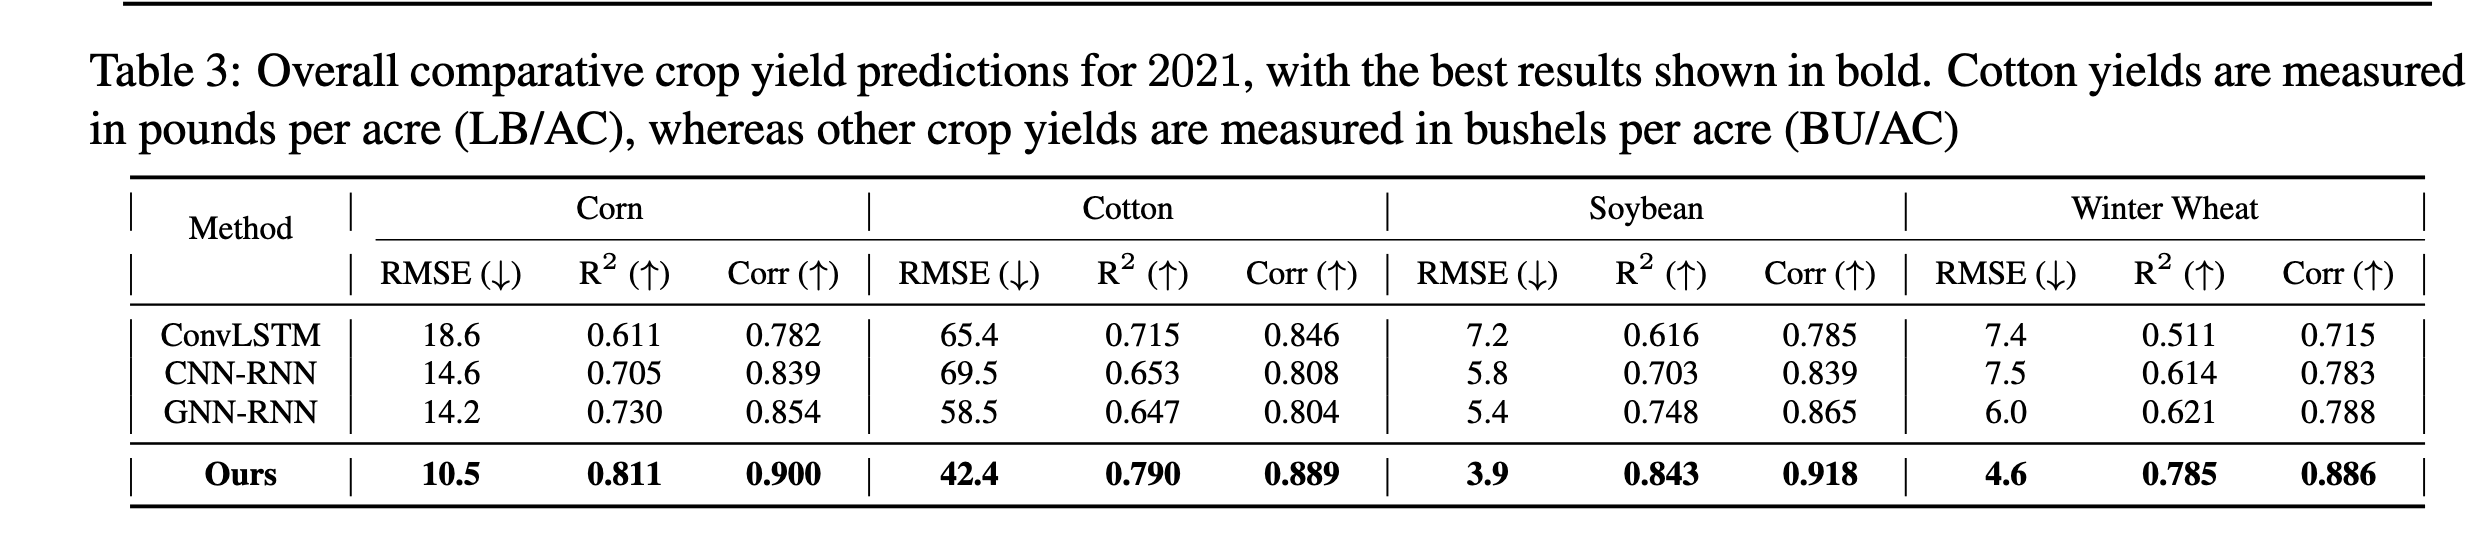 Table 3: Overall comparative crop yield predictions for 2021, with the best results shown in bold. Cotton yields are measured
in pounds per acre (LB/AC), whereas other crop yields are measured in bushels per acre (BU/AC)
Method Corn Cotton Soybean Winter Wheat
RMSE (↓) R² (↑) Corr (↑) RMSE (↓) R² (↑) Corr (↑) RMSE (↓) R² (↑) Corr (↑) RMSE (↓) R² (↑) Corr (↑)
ConvLSTM 18.6 0.611 0.782 65.4 0.715 0.846 7.2 0.616 0.785 7.4 0.511 0.715
CNN-RNN 14.6 0.705 0.839 69.5 0.653 0.808 5.8 0.703 0.839 7.5 0.614 0.783
GNN-RNN 14.2 0.730 0.854 58.5 0.647 0.804 5.4 0.748 0.865 6.0 0.621 0.788
Ours 10.5 0.811 0.900 42.4 0.790 0.889 3.9 0.843 0.918 4.6 0.785 0.886